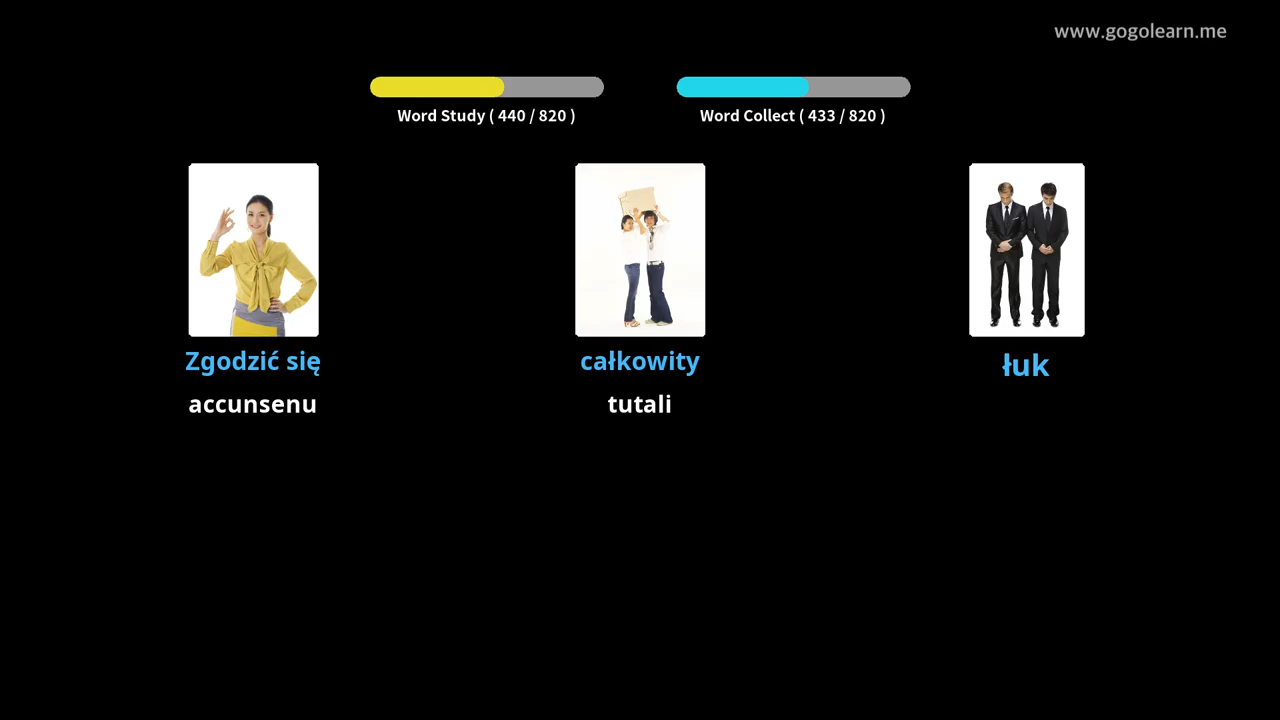 www.gogolearn.me
Word Study ( 440 / 820 )
Word Collect ( 433 / 820 )
Zgodzić się
całkowity
łuk
accunsenu
tutali